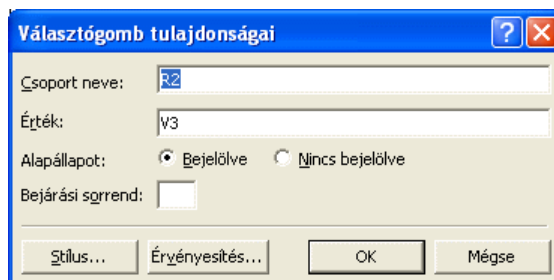 Választógomb tulajdonságai
Csoport neve: R2
Érték: V3
Alapállapot: Bejelölve Nincs bejelölve
Bejárási sorrend:
Stílus... Érvényesítés... OK Mégse